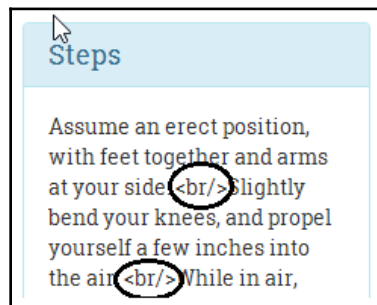 Steps
Assume an erect position,
with feet together and arms
at your side.<br/>Slightly
bend your knees, and propel
yourself a few inches into
the air.<br/>While in air,